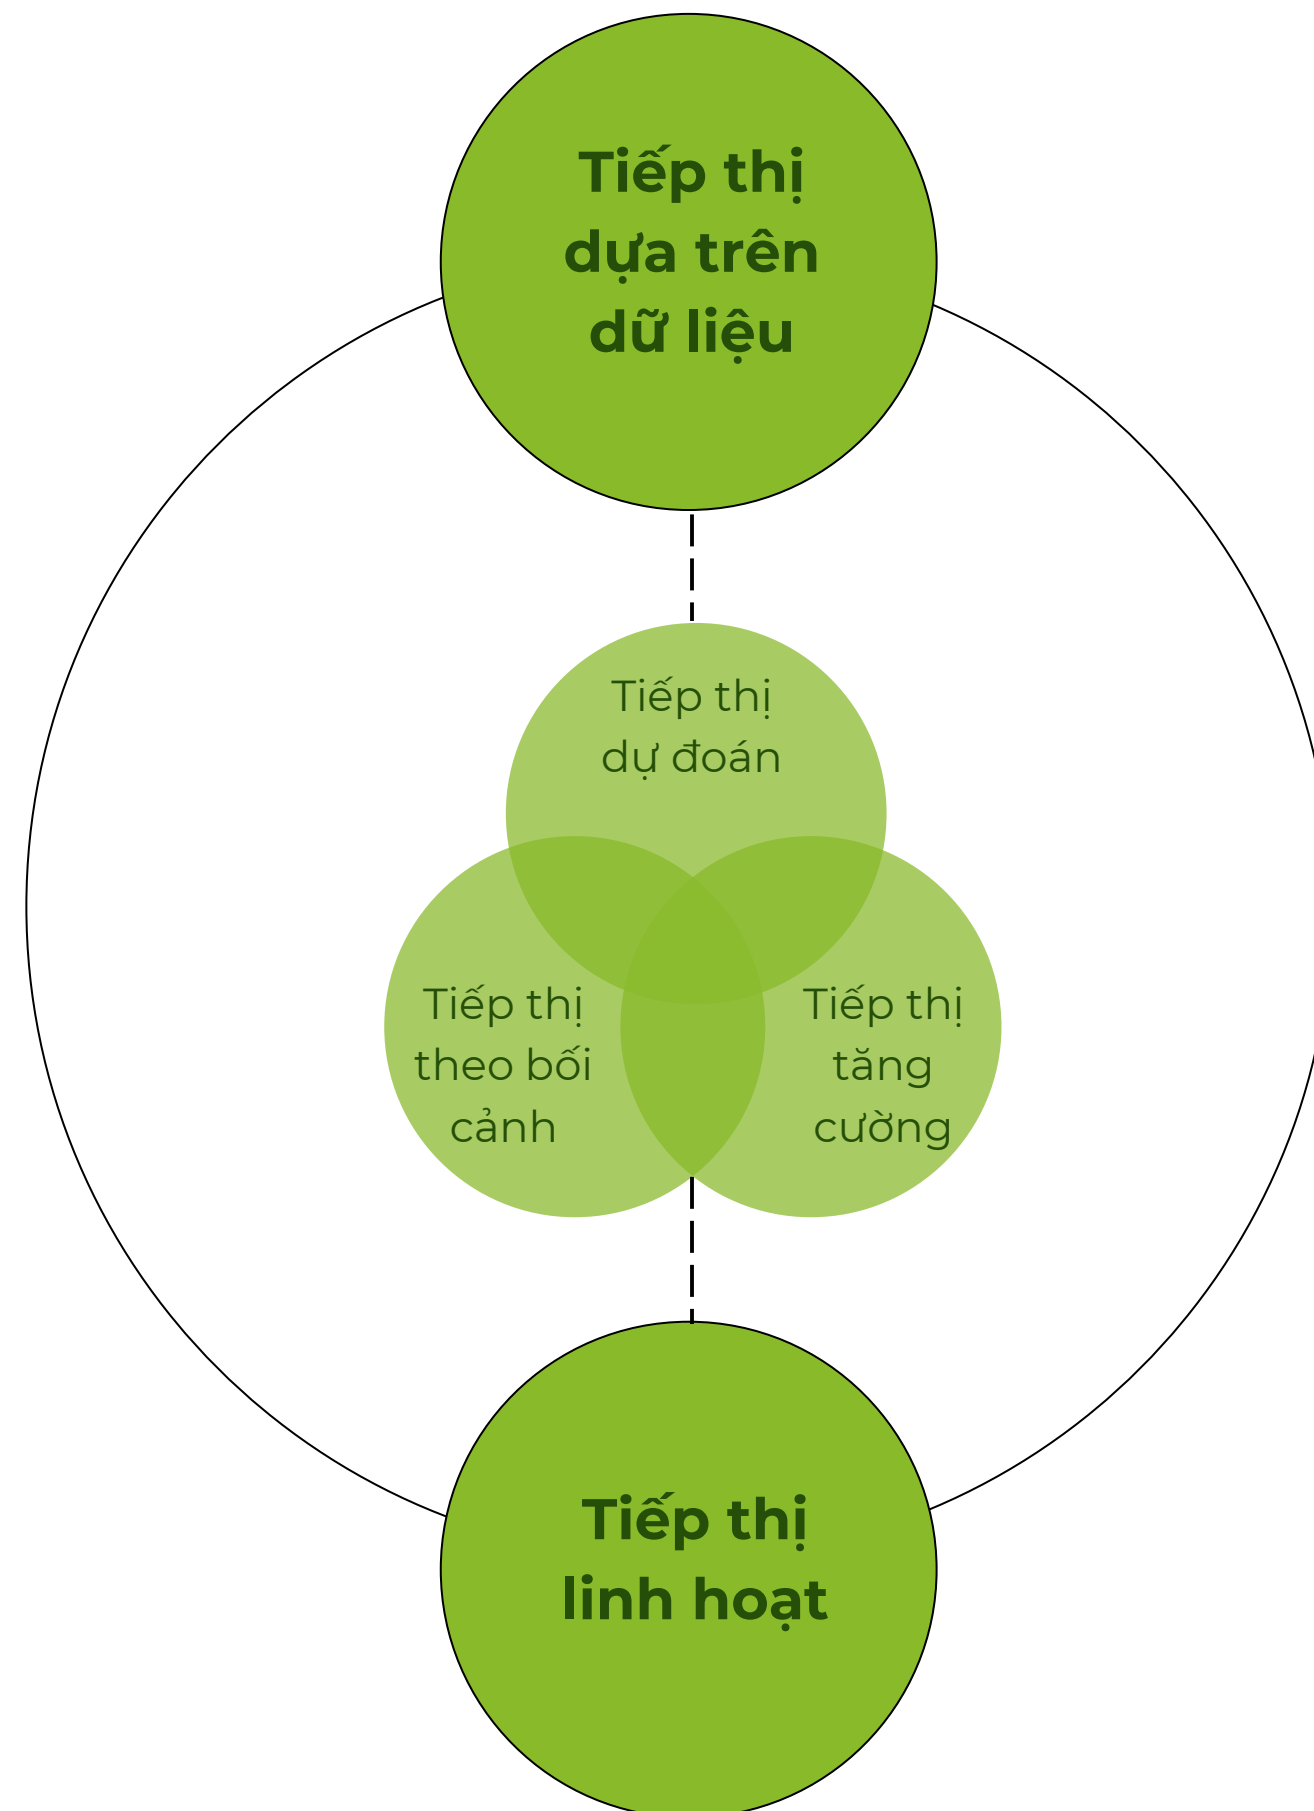 Tiếp thị
dựa trên
dữ liệu
Tiếp thị
dự đoán
Tiếp thị
theo bối
cảnh
Tiếp thị
tăng
cường
Tiếp thị
linh hoạt